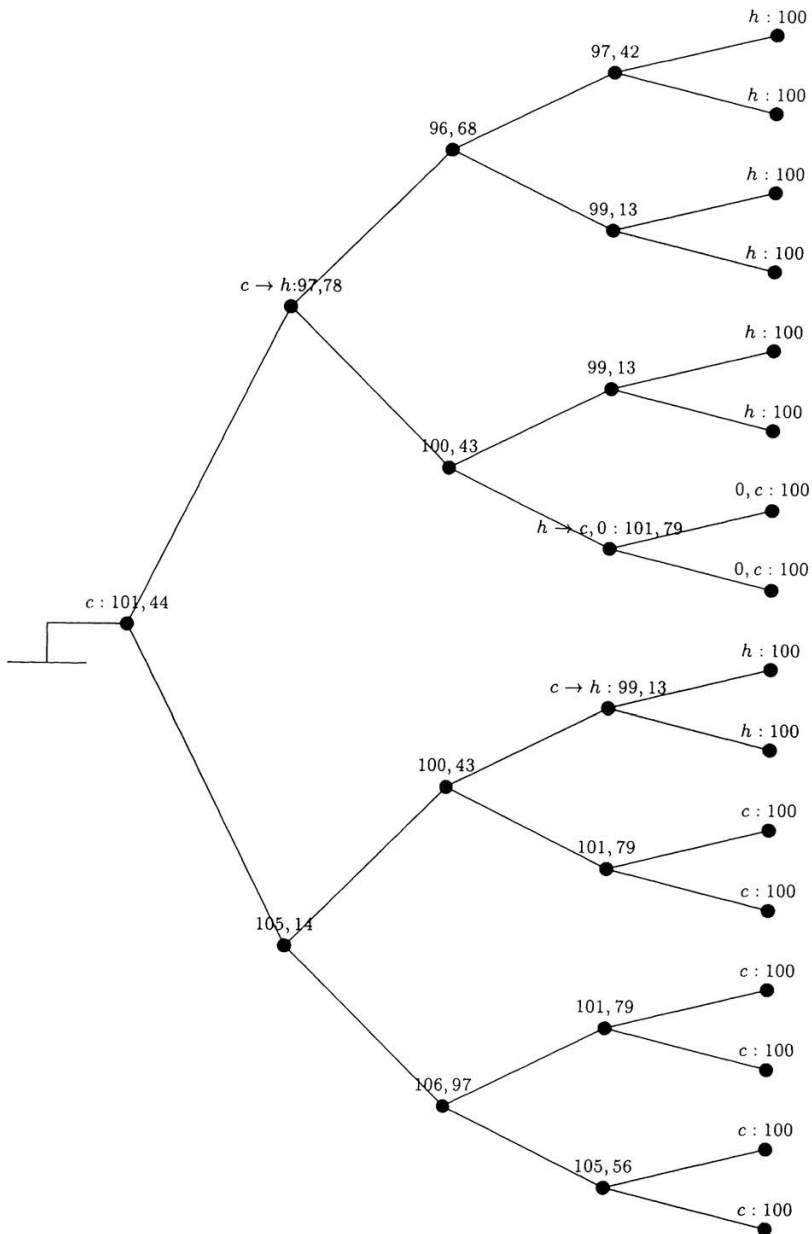 h : 100
97, 42
h : 100
96, 68
h : 100
99, 13
h : 100
c → h:97,78
h : 100
99, 13
h : 100
100, 43
0, c : 100
h → c, 0 : 101, 79
0, c : 100
c : 101, 44
h : 100
c → h : 99, 13
h : 100
100, 43
c : 100
101, 79
c : 100
105, 14
c : 100
101, 79
c : 100
106, 97
c : 100
105, 56
c : 100